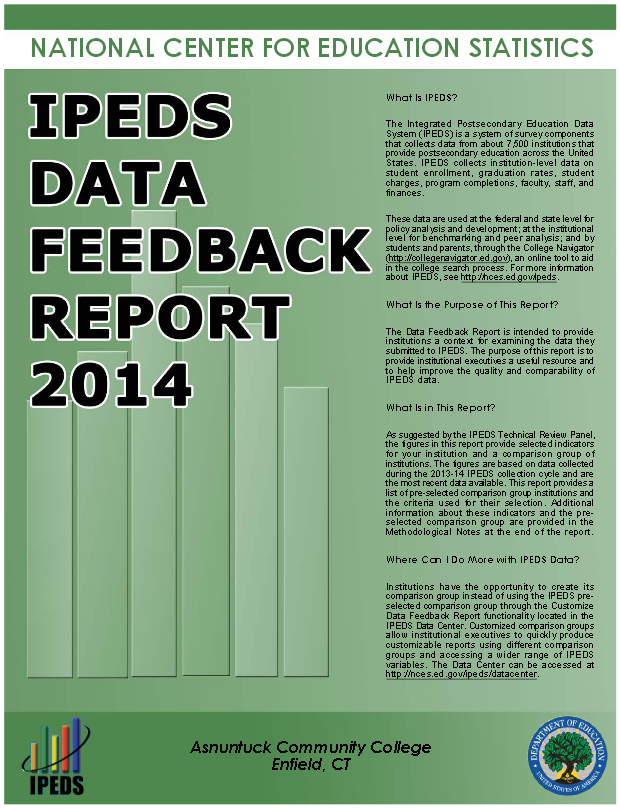 NATIONAL CENTER FOR EDUCATION STATISTICS
IPEDS
DATA
FEEDBACK
REPORT
2014
What Is IPEDS?
The Integrated Postsecondary Education Data
System (IPEDS) is a system of survey components
that collects data from about 7,500 institutions that
provide postsecondary education across the United
States. IPEDS collects institution-level data on
student enrollment, graduation rates, student
charges, program completions, faculty, staff, and
finances.
These data are used at the federal and state level for
policy analysis and development; at the institutional
level for benchmarking and peer analysis; and by
students and parents, through the College Navigator
(http://collegenavigator.ed.gov), an online tool to aid
in the college search process. For more information
about IPEDS, see http://nces.ed.gov/ipeds.
What Is the Purpose of This Report?
The Data Feedback Report is intended to provide
institutions a context for examining the data they
submitted to IPEDS. The purpose of this report is to
provide institutional executives a useful resource and
to help improve the quality and comparability of
IPEDS data.
What Is in This Report?
As suggested by the IPEDS Technical Review Panel,
the figures in this report provide selected indicators
for your institution and a comparison group of
institutions. The figures are based on data collected
during the 2013-14 IPEDS collection cycle and are
the most recent data available. This report provides a
list of pre-selected comparison group institutions and
the criteria used for their selection. Additional
information about these indicators and the pre-
selected comparison group are provided in the
Methodological Notes at the end of the report.
Where Can I Do More with IPEDS Data?
Institutions have the opportunity to create its
comparison group instead of using the IPEDS pre-
selected comparison group through the Customize
Data Feedback Report functionality located in the
IPEDS Data Center. Customized comparison groups
allow institutional executives to quickly produce
customizable reports using different comparison
groups and accessing a wider range of IPEDS
variables. The Data Center can be accessed at
http://nces.ed.gov/ipeds/datacenter.
IPEDS
Asnuntuck Community College
Enfield, CT
DEPARTMENT OF EDUCATION
UNITED STATES OF AMERICA